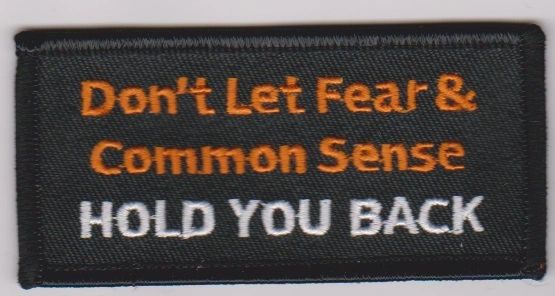 Don't Let Fear &
Common Sense
HOLD YOU BACK